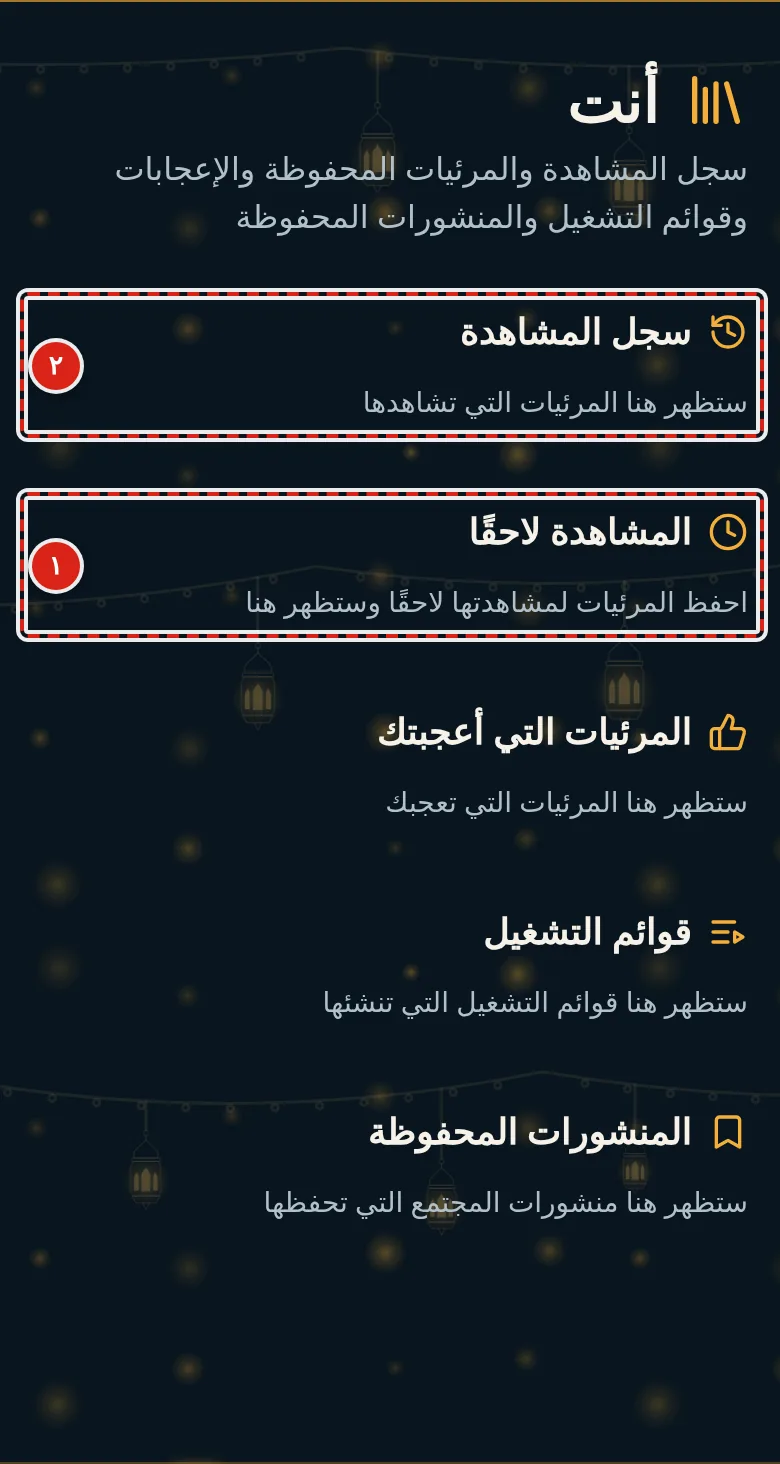 أنت
سجل المشاهدة والمرئيات المحفوظة والإعجابات
وقوائم التشغيل والمنشورات المحفوظة
سجل المشاهدة
٢
ستظهر هنا المرئيات التي تشاهدها
المشاهدة لاحقًا
١
احفظ المرئيات لمشاهدتها لاحقًا وستظهر هنا
المرئيات التي أعجبتك
ستظهر هنا المرئيات التي تعجبك
قوائم التشغيل
ستظهر هنا قوائم التشغيل التي تنشئها
المنشورات المحفوظة
ستظهر هنا منشورات المجتمع التي تحفظها